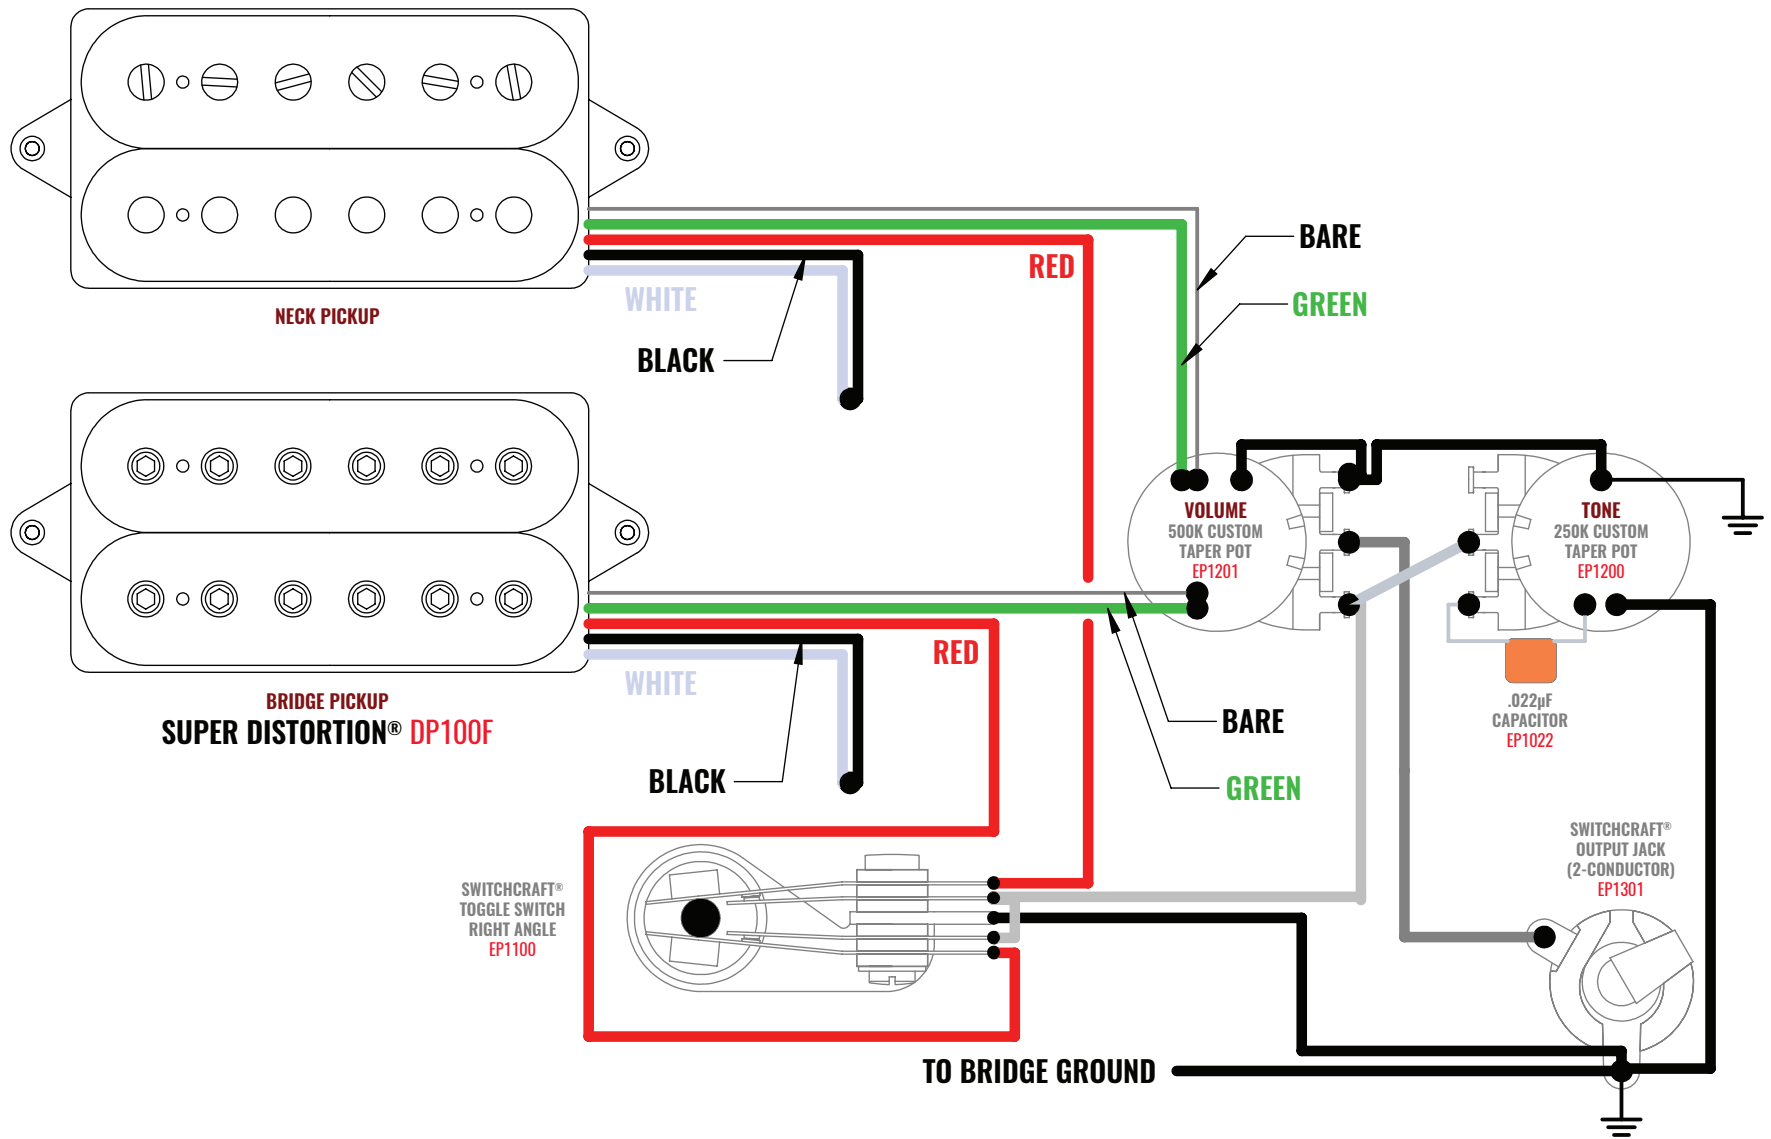 NECK PICKUP
WHITE
BLACK
RED
BARE
GREEN
BRIDGE PICKUP
SUPER DISTORTION® DP100F
WHITE
BLACK
RED
BARE
GREEN
VOLUME
500K CUSTOM
TAPER POT
EP1201
TONE
250K CUSTOM
TAPER POT
EP1200
.022µF
CAPACITOR
EP1022
SWITCHCRAFT®
TOGGLE SWITCH
RIGHT ANGLE
EP1100
SWITCHCRAFT®
OUTPUT JACK
(2-CONDUCTOR)
EP1301
TO BRIDGE GROUND